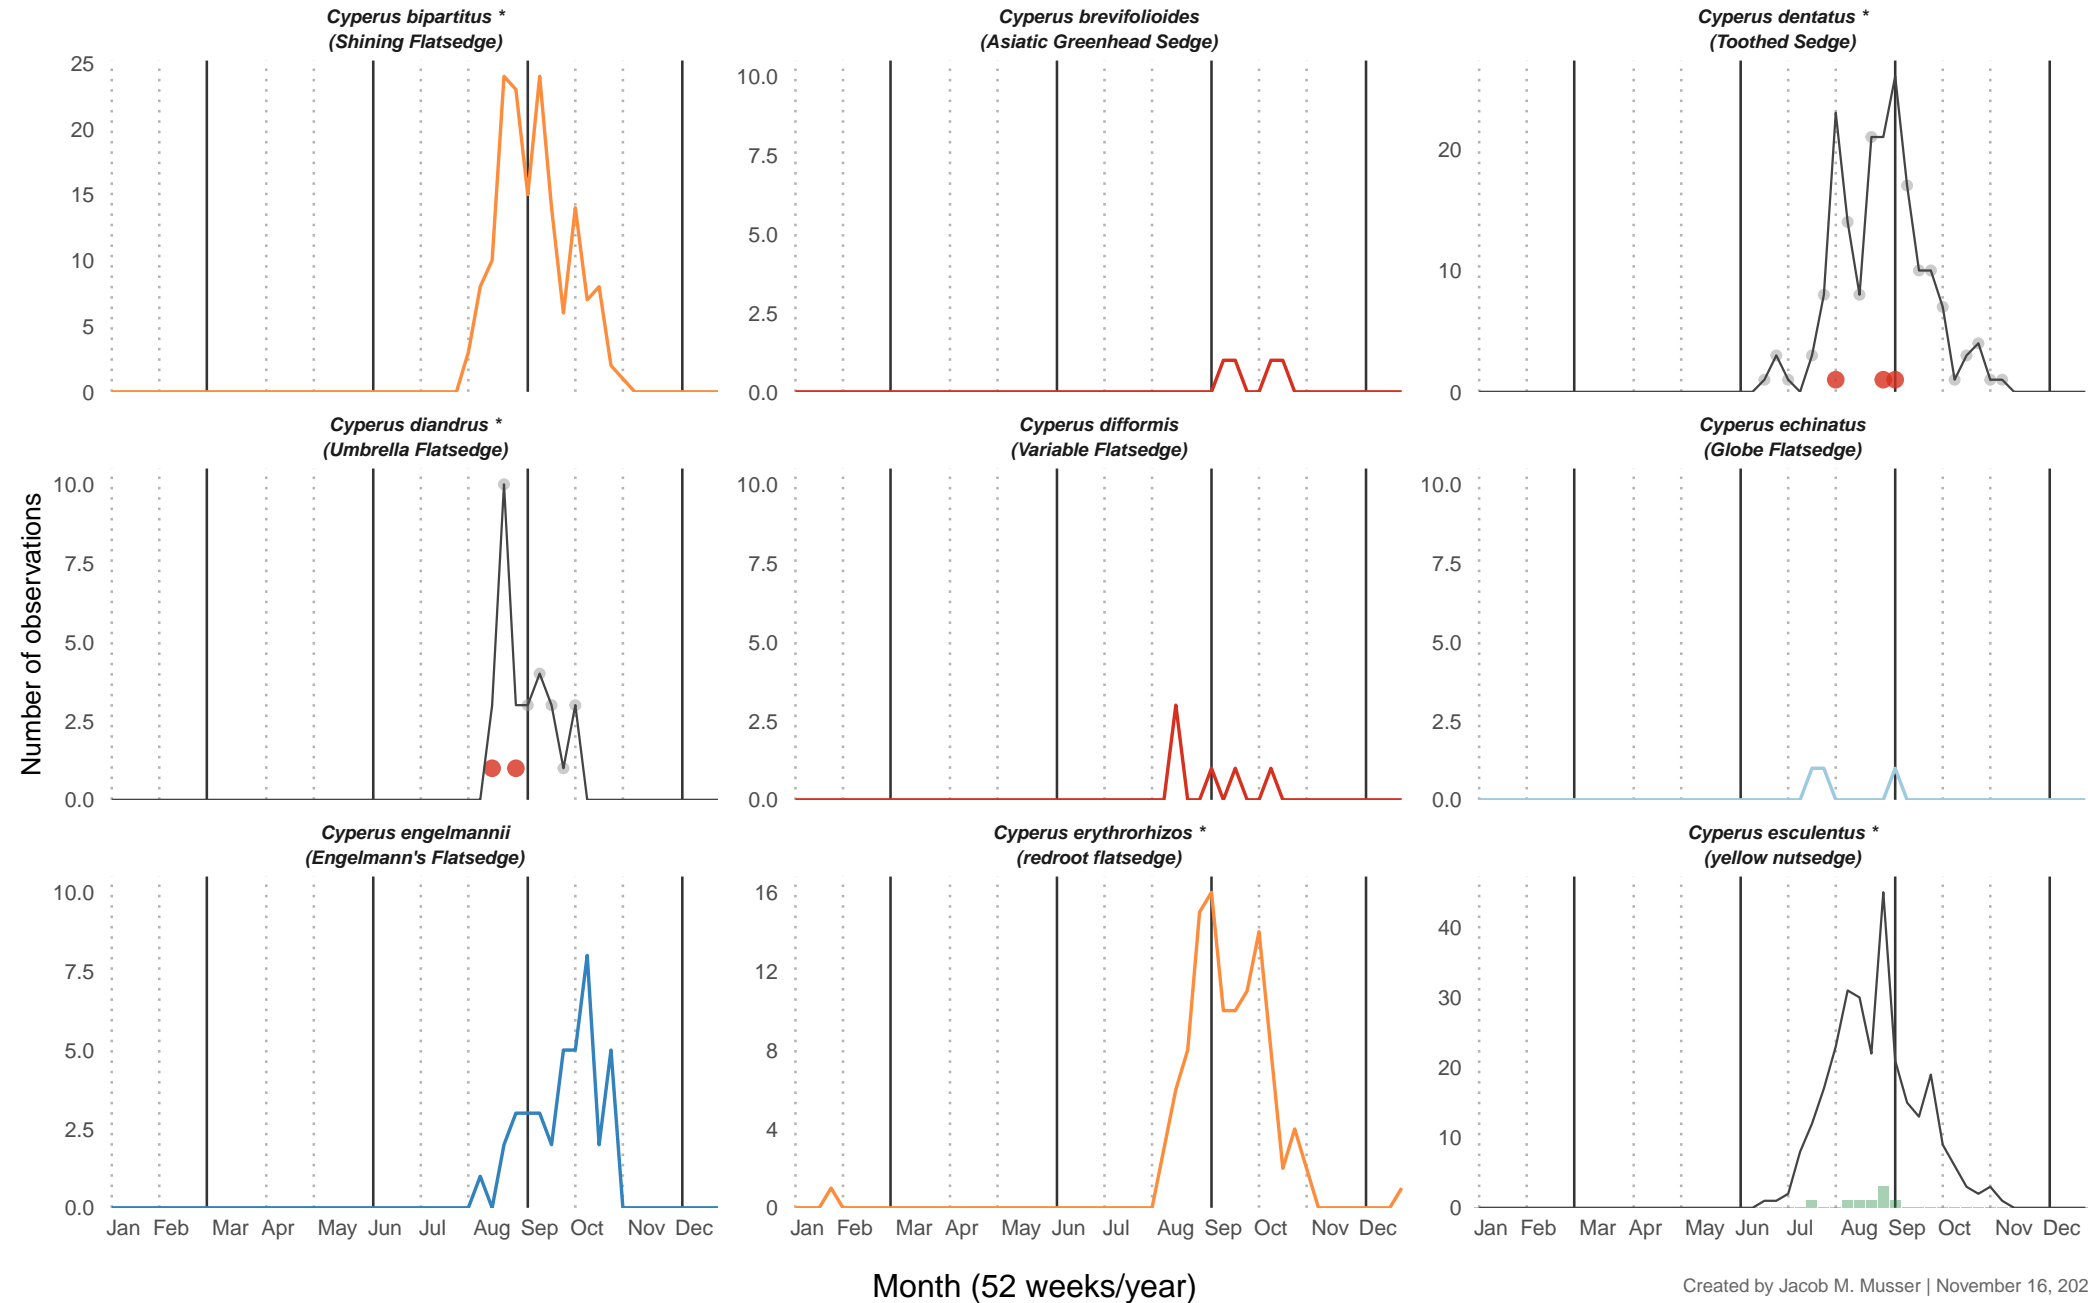 Cyperus bipartitus *
(Shining Flatsedge)
Cyperus brevifolioides
(Asiatic Greenhead Sedge)
Cyperus dentatus *
(Toothed Sedge)
25
20
15
10
5
0
10.0
7.5
5.0
2.5
0.0
20
10
0
Cyperus diandrus *
(Umbrella Flatsedge)
Cyperus difformis
(Variable Flatsedge)
Cyperus echinatus
(Globe Flatsedge)
Number of observations
10.0
7.5
5.0
2.5
0.0
10.0
7.5
5.0
2.5
0.0
10.0
7.5
5.0
2.5
0.0
Cyperus engelmannii
(Engelmann's Flatsedge)
Cyperus erythrorhizos *
(redroot flatsedge)
Cyperus esculentus *
(yellow nutsedge)
10.0
7.5
5.0
2.5
0.0
16
12
8
4
0
40
30
20
10
0
Jan Feb Mar Apr May Jun Jul Aug Sep Oct Nov Dec
Jan Feb Mar Apr May Jun Jul Aug Sep Oct Nov Dec
Jan Feb Mar Apr May Jun Jul Aug Sep Oct Nov Dec
Month (52 weeks/year)
Created by Jacob M. Musser | November 16, 202